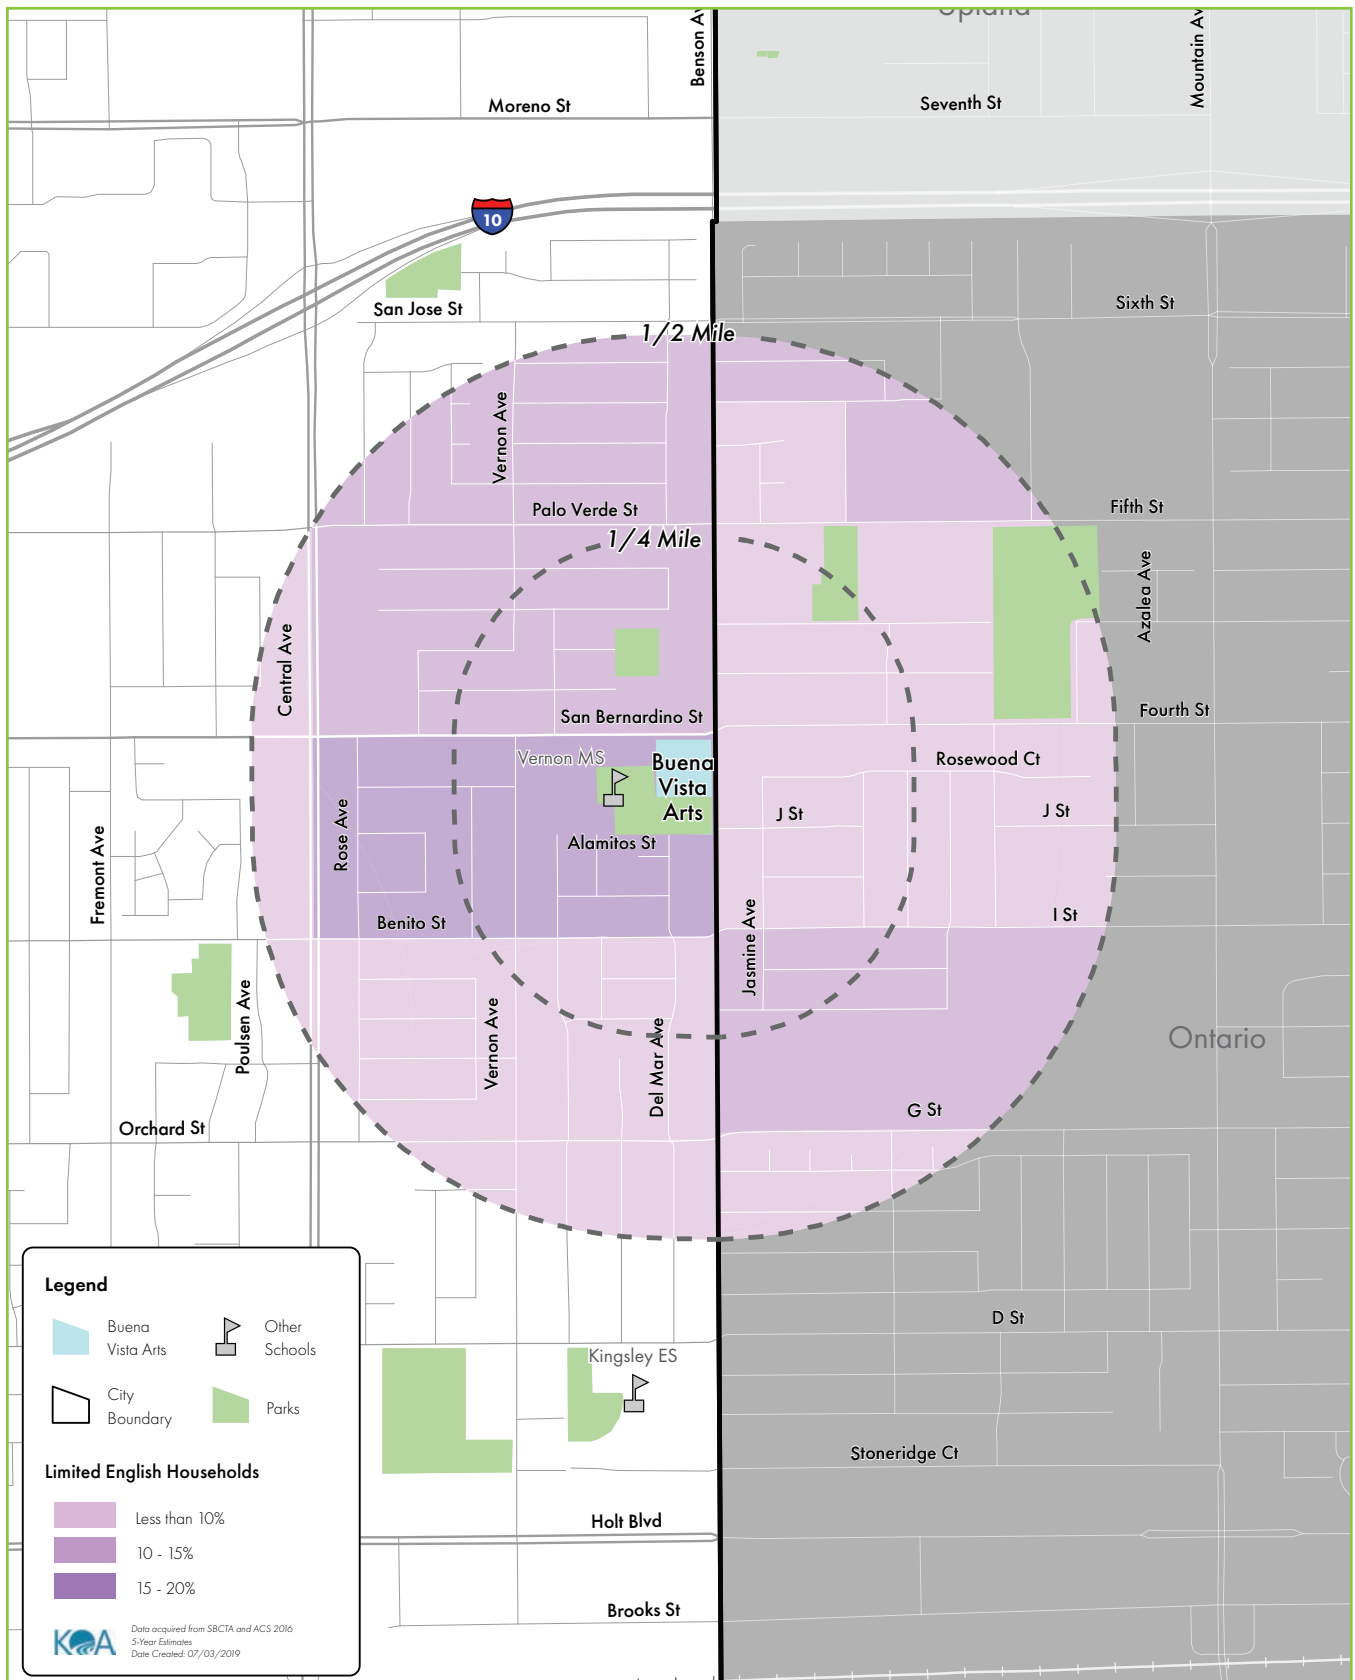 Upland
Benson Av
Mountain Av
Moreno St
Seventh St
10
San Jose St
Sixth St
1/2 Mile
Vernon Ave
Palo Verde St
Fifth St
1/4 Mile
Azalea Ave
Central Ave
San Bernardino St
Fourth St
Vernon MS
Buena
Vista
Arts
Rosewood Ct
J St
J St
Rose Ave
Fremont Ave
Alamitos St
Benito St
I St
Jasmine Ave
Poulsen Ave
Vernon Ave
Del Mar Ave
Ontario
G St
Orchard St
D St
Kingsley ES
Stoneridge Ct
Holt Blvd
Brooks St
Legend
Buena
Vista Arts
Other
Schools
City
Boundary
Parks
Limited English Households
Less than 10%
10 - 15%
15 - 20%
KOA
Data acquired from SBCTA and ACS 2016
5-Year Estimates
Date Created: 07/03/2019